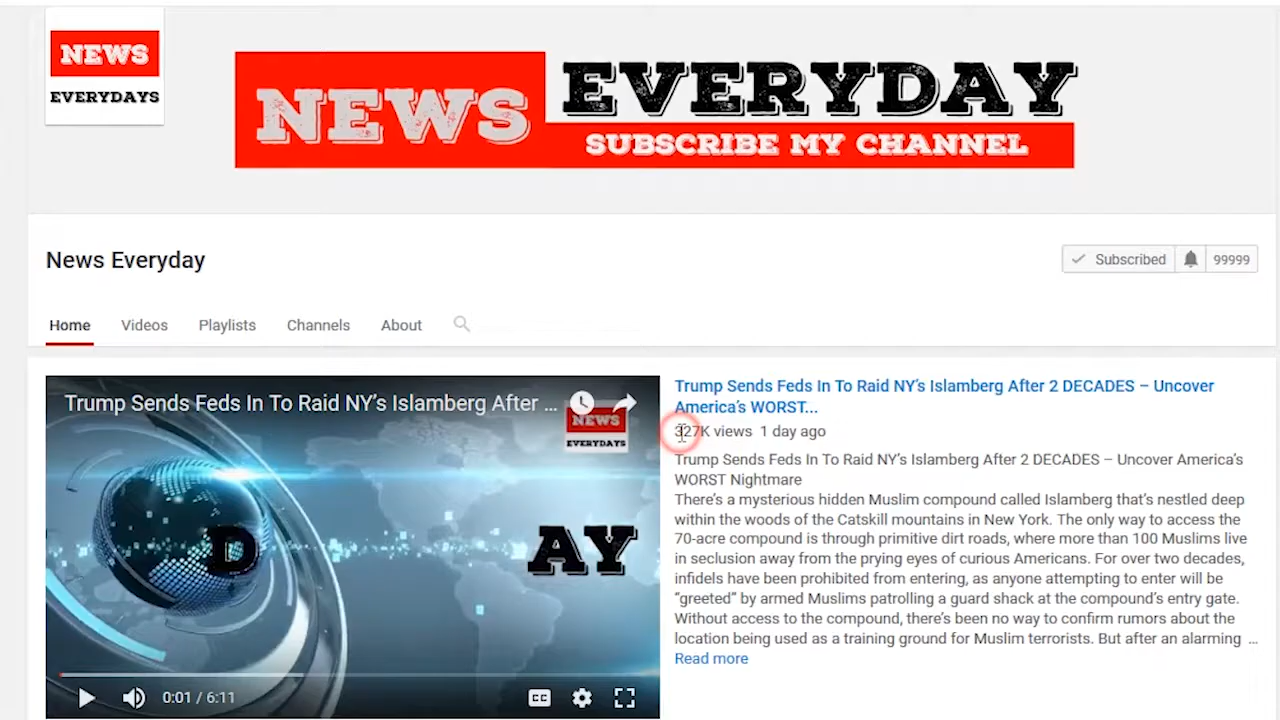 NEWS
EVERYDAYS
NEWS
EVERYDAY
SUBSCRIBE MY CHANNEL
News Everyday
Subscribed 99999
Home Videos Playlists Channels About
Trump Sends Feds In To Raid NY’s Islamberg After ...
NEWS
EVERYDAYS
D AY
0:01 / 6:11
CC
Trump Sends Feds In To Raid NY’s Islamberg After 2 DECADES – Uncover
America’s WORST...
327K views 1 day ago
Trump Sends Feds In To Raid NY’s Islamberg After 2 DECADES – Uncover America’s
WORST Nightmare
There’s a mysterious hidden Muslim compound called Islamberg that’s nestled deep
within the woods of the Catskill mountains in New York. The only way to access the
70-acre compound is through primitive dirt roads, where more than 100 Muslims live
in seclusion away from the prying eyes of curious Americans. For over two decades,
infidels have been prohibited from entering, as anyone attempting to enter will be
“greeted” by armed Muslims patrolling a guard shack at the compound’s entry gate.
Without access to the compound, there’s been no way to confirm rumors about the
location being used as a training ground for Muslim terrorists. But after an alarming ...
Read more